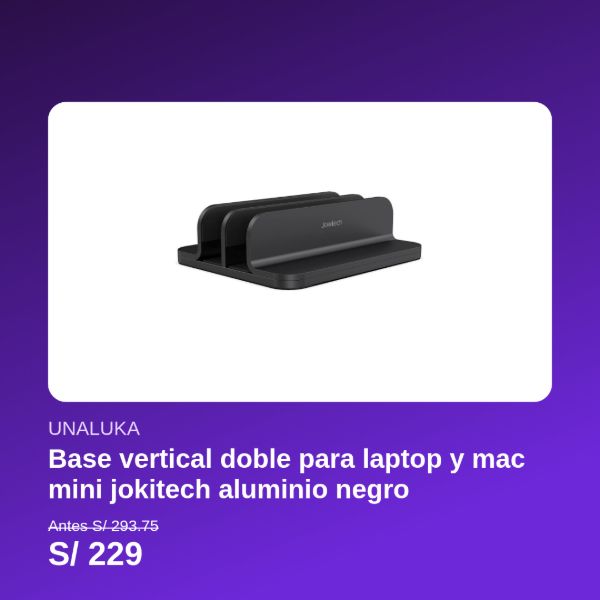 UNALUKA
Base vertical doble para laptop y mac
mini jokitech aluminio negro
Antes S/ 293.75
S/ 229